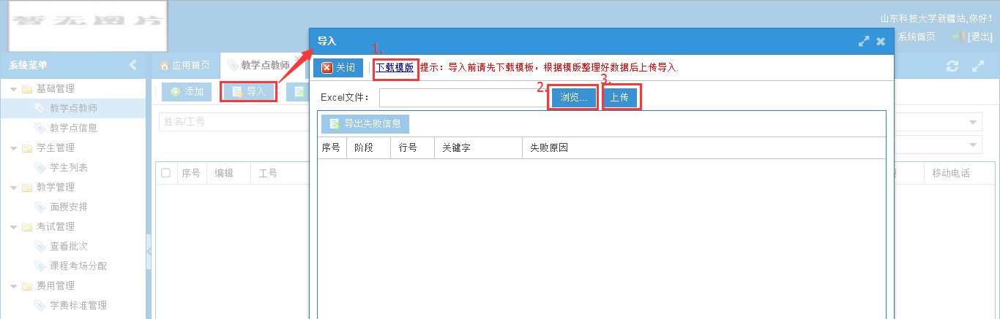 暂无图片
山东科技大学新疆站,你好！
系统首页 [退出]
导入
1.
关闭 下载模版 提示：导入前请先下载模板，根据模版整理好数据后上传导入.
2. 3.
Excel文件： 浏览... 上传
导出失败信息
序号 阶段 行号 关键字 失败原因
系统菜单
应用首页 教学点教师
添加 导入
姓名/工号
序号 编辑 工号 移动电话
基础管理
教学点教师
教学点信息
学生管理
学生列表
教学管理
面授安排
考试管理
查看批次
课程考场分配
费用管理
学费标准管理